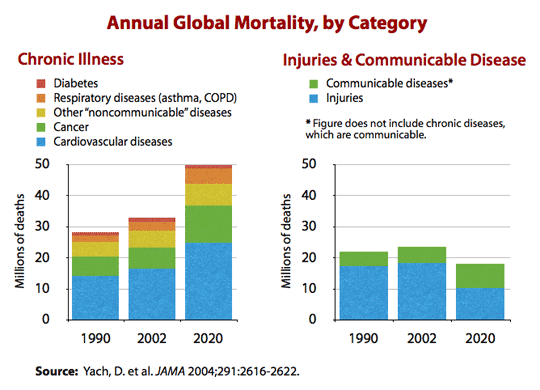 Annual Global Mortality, by Category
Chronic Illness
Diabetes
Respiratory diseases (asthma, COPD)
Other “noncommunicable” diseases
Cancer
Cardiovascular diseases
Millions of deaths
50
40
30
20
10
0
1990 2002 2020
Injuries & Communicable Disease
Communicable diseases*
Injuries
* Figure does not include chronic diseases,
which are communicable.
Millions of deaths
50
40
30
20
10
0
1990 2002 2020
Source: Yach, D. et al. JAMA 2004;291:2616-2622.